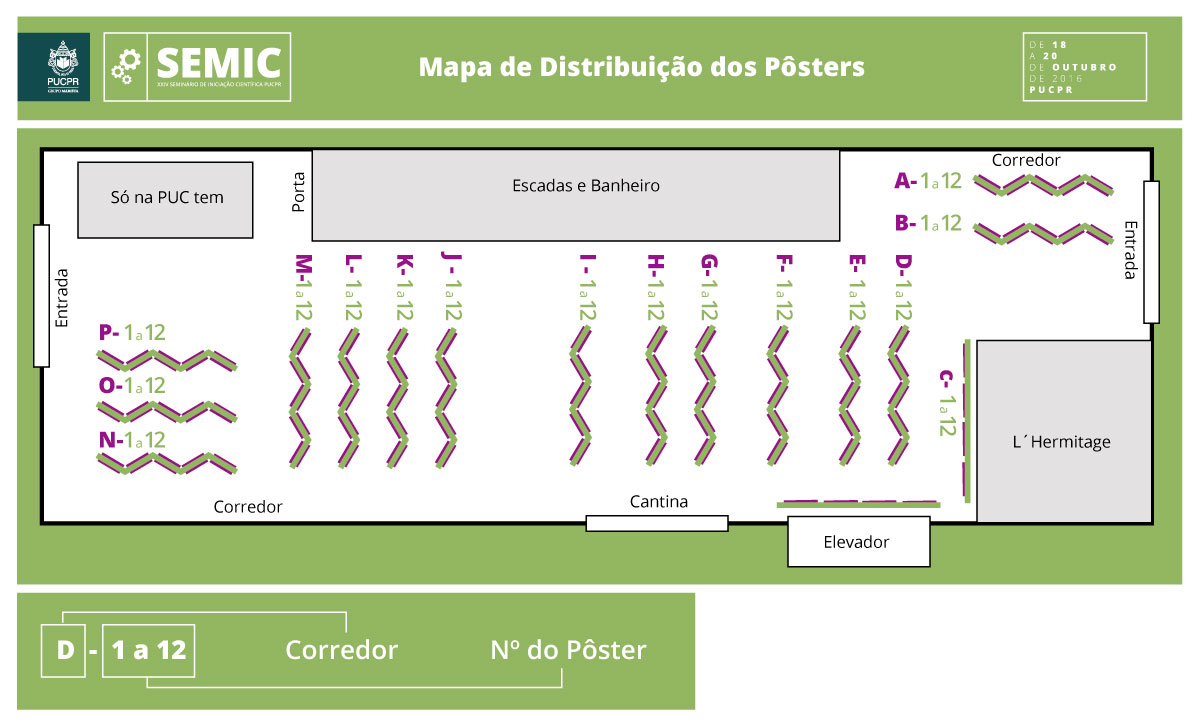 PUCPR
GRUPO MARISTA
SEMIC
XXIV SEMINÁRIO DE INICIAÇÃO CIENTÍFICA PUCPR
Mapa de Distribuição dos Pôsters
DE 18
A 20
DE OUTUBRO
DE 2016
PUCPR
Só na PUC tem
Porta
Escadas e Banheiro
Corredor
A- 1 a 12
B- 1 a 12
Entrada
Entrada
M- 1 a 12
L- 1 a 12
K- 1 a 12
J- 1 a 12
I - 1 a 12
H- 1 a 12
G- 1 a 12
F- 1 a 12
E- 1 a 12
D- 1 a 12
P- 1 a 12
O- 1 a 12
N- 1 a 12
c- 1 a 12
L´Hermitage
Corredor
Cantina
Elevador
D - 1 a 12
Corredor
Nº do Pôster